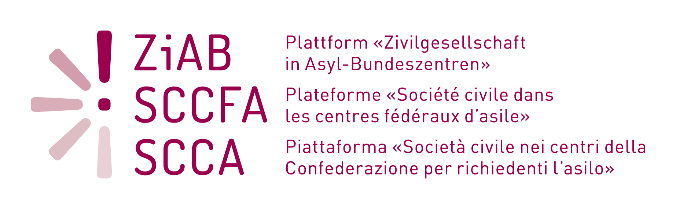 ZiAB
Plattform «Zivilgesellschaft
in Asyl-Bundeszentren»
SCCFA
Plateforme «Société civile dans
les centres fédéraux d’asile»
SCCA
Piattaforma «Società civile nei centri della
Confederazione per richiedenti l’asilo»